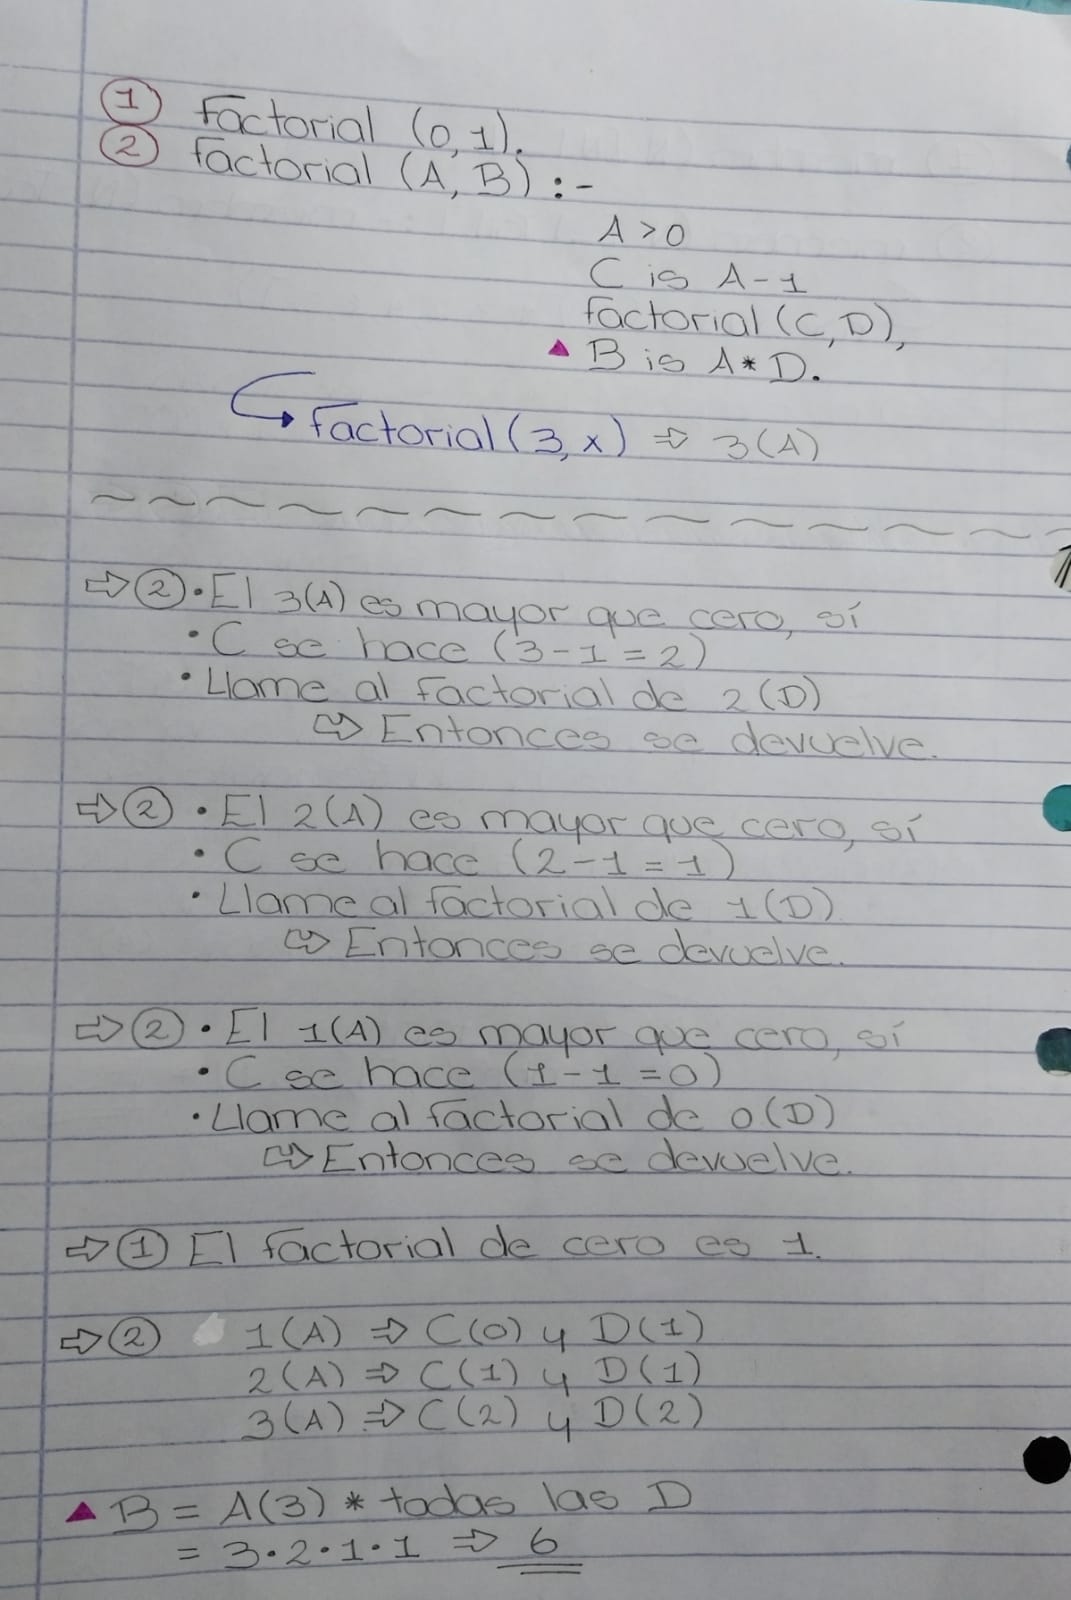 ① Factorial (0,1).
② factorial (A, B) :-
A > 0
C is A-1
factorial (C, D),
▲ B is A * D.
↪ Factorial (3, x) ⇒ 3(A)
~ ~ ~ ~ ~ ~ ~ ~ ~ ~ ~ ~ ~ ~
⇒ ② • El 3(A) es mayor que cero, sí
• C se hace (3-1=2)
• Llame al factorial de 2(D)
⇨ Entonces se devuelve.
⇒ ② • El 2(A) es mayor que cero, sí
• C se hace (2-1=1)
• Llame al factorial de 1(D)
⇨ Entonces se devuelve.
⇒ ② • El 1(A) es mayor que cero, sí
• C se hace (1-1=0)
• Llame al factorial de 0(D)
⇨ Entonces se devuelve.
⇒ ① El factorial de cero es 1.
⇒ ② 1(A) ⇒ C(0) y D(1)
2(A) ⇒ C(1) y D(1)
3(A) ⇒ C(2) y D(2)
▲ B = A(3) * todas las D
= 3·2·1·1 ⇒ 6